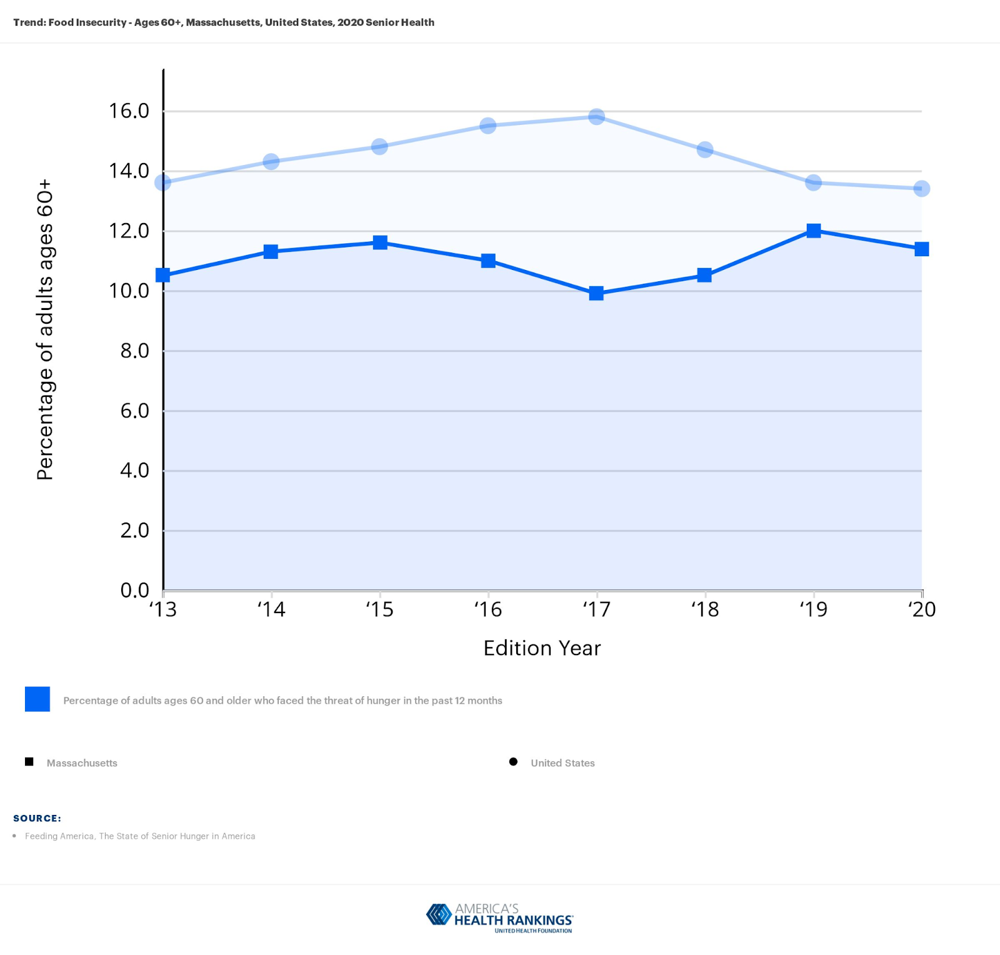 Trend: Food Insecurity - Ages 60+, Massachusetts, United States, 2020 Senior Health
Percentage of adults ages 60+
16.0
14.0
12.0
10.0
8.0
6.0
4.0
2.0
0.0
‘13 ‘14 ‘15 ‘16 ‘17 ‘18 ‘19 ‘20
Edition Year
Percentage of adults ages 60 and older who faced the threat of hunger in the past 12 months
Massachusetts United States
SOURCE:
Feeding America, The State of Senior Hunger in America
AMERICA'S
HEALTH RANKINGS®
UNITED HEALTH FOUNDATION